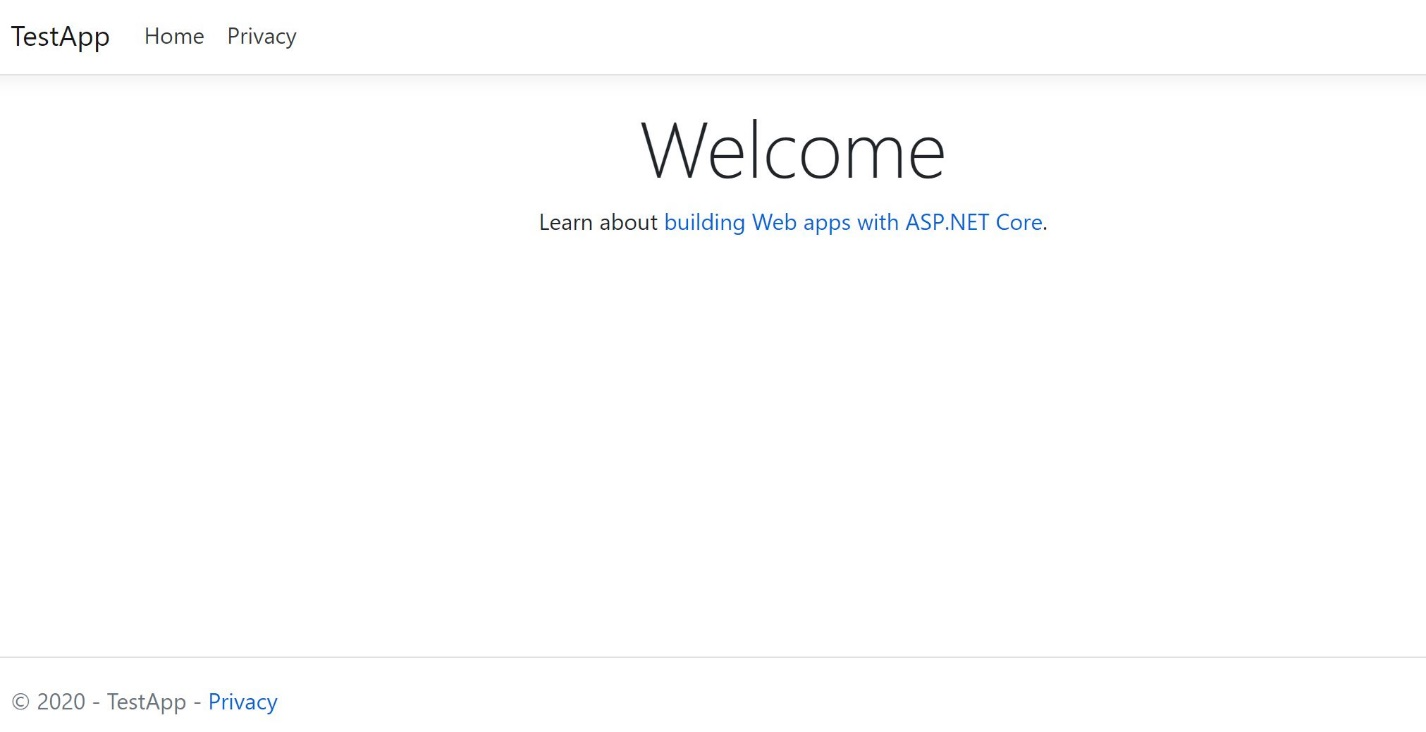 TestApp Home Privacy
Welcome
Learn about building Web apps with ASP.NET Core.
© 2020 - TestApp - Privacy